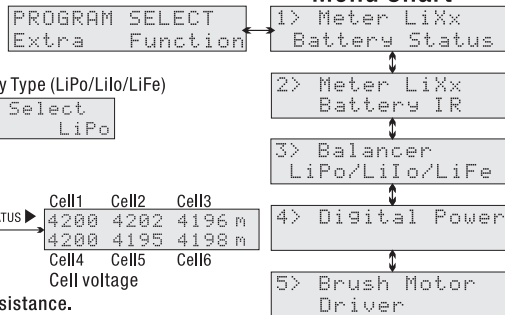 Menu Chart
PROGRAM SELECT
Extra Function
1> Meter LiXx
Battery Status
y Type (LiPo/LiIo/LiFe)
Select
LiPo
2> Meter LiXx
Battery IR
3> Balancer
LiPo/LiIo/LiFe
TUS
Cell1 Cell2 Cell3
4200 4202 4196 m
4200 4195 4198 m
Cell4 Cell5 Cell6
Cell voltage
4> Digital Power
5> Brush Motor
Driver
sistance.